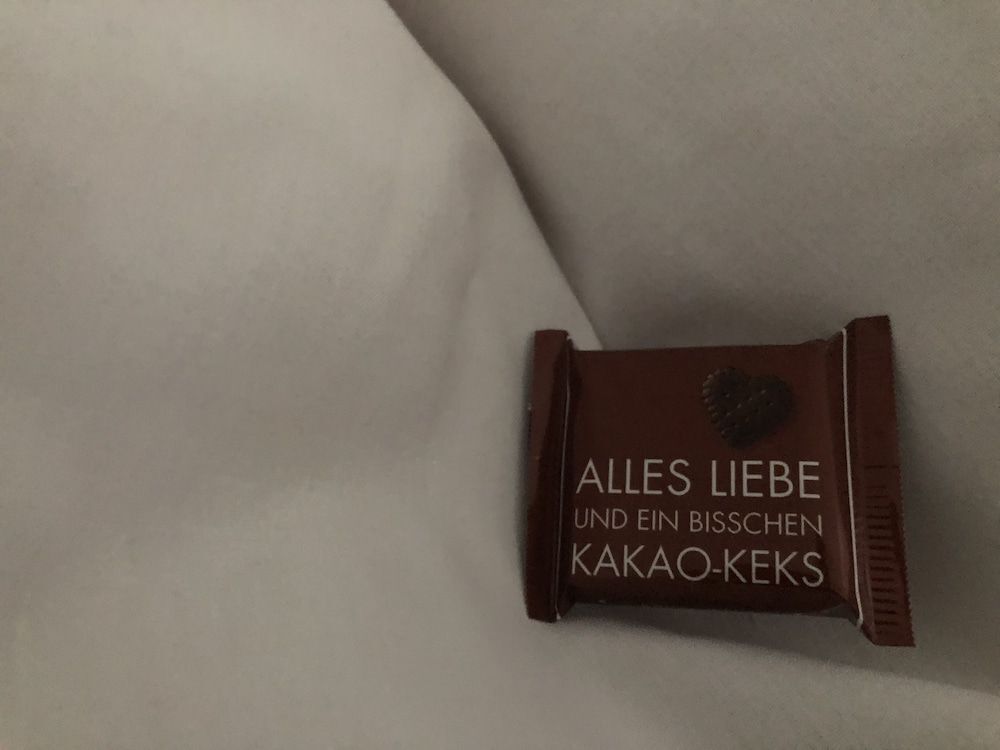 ALLES LIEBE
UND EIN BISSCHEN
KAKAO-KEKS